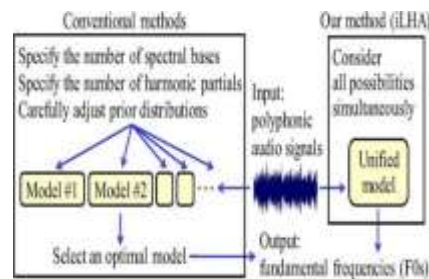 Conventional methods
Specify the number of spectral bases
Specify the number of harmonic partials
Carefully adjust prior distributions
Model #1
Model #2
...
Select an optimal model
Input:
polyphonic
audio signals
Output:
fundamental frequencies (F0s)
Our method (iLHA)
Consider
all possibilities
simultaneously
Unified
model